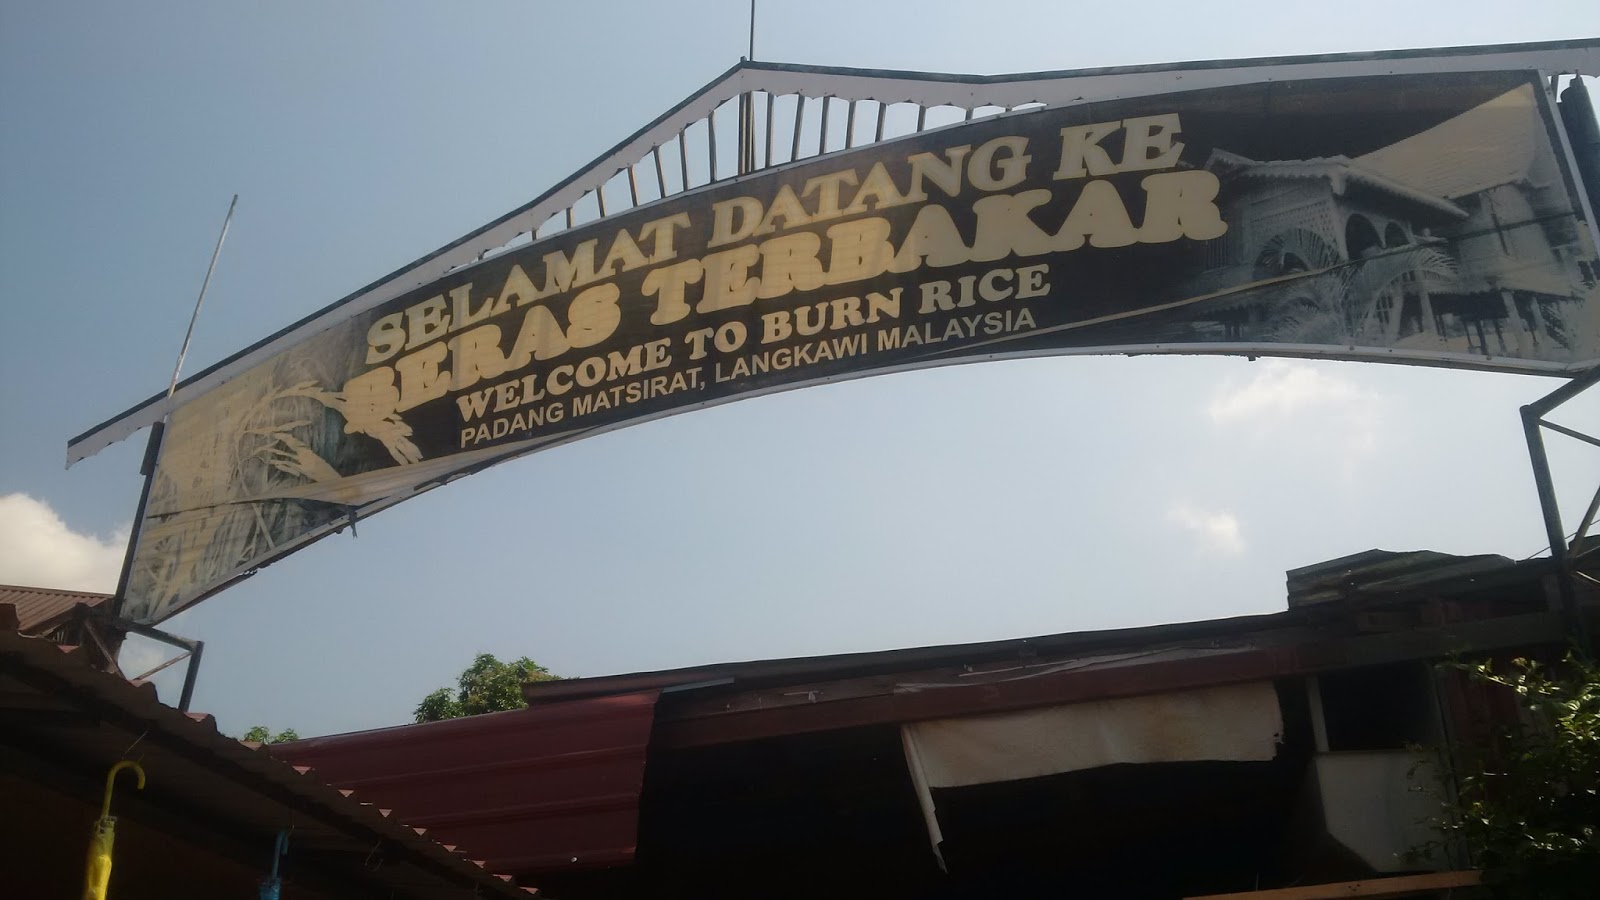 SELAMAT DATANG KE
BERAS TERBAKAR
WELCOME TO BURN RICE
PADANG MATSIRAT, LANGKAWI MALAYSIA